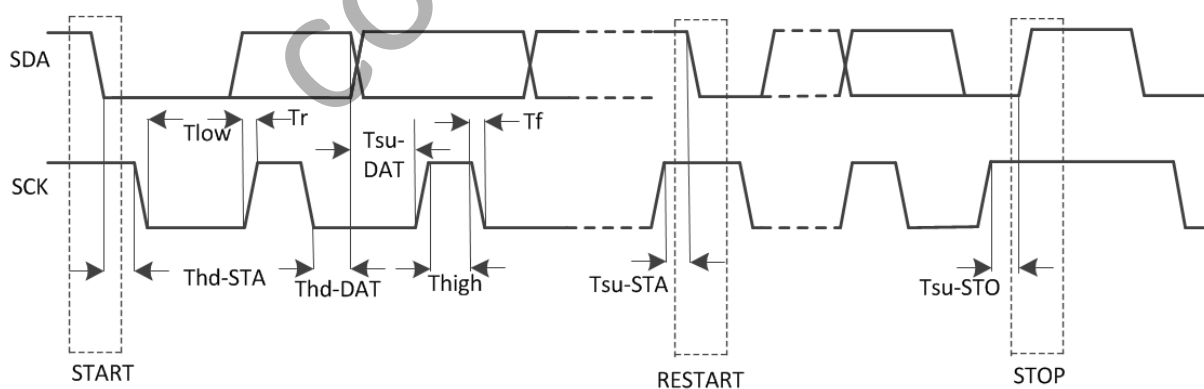 SDA
Tlow
Tr
Tsu-
DAT
Tf
SCK
Thd-STA
Thd-DAT
Thigh
Tsu-STA
Tsu-STO
START
RESTART
STOP